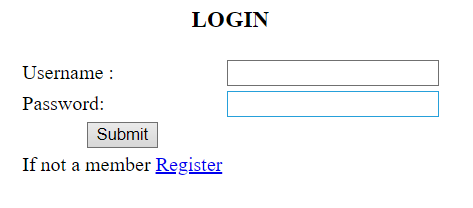 LOGIN
Username :
Password:
Submit
If not a member Register